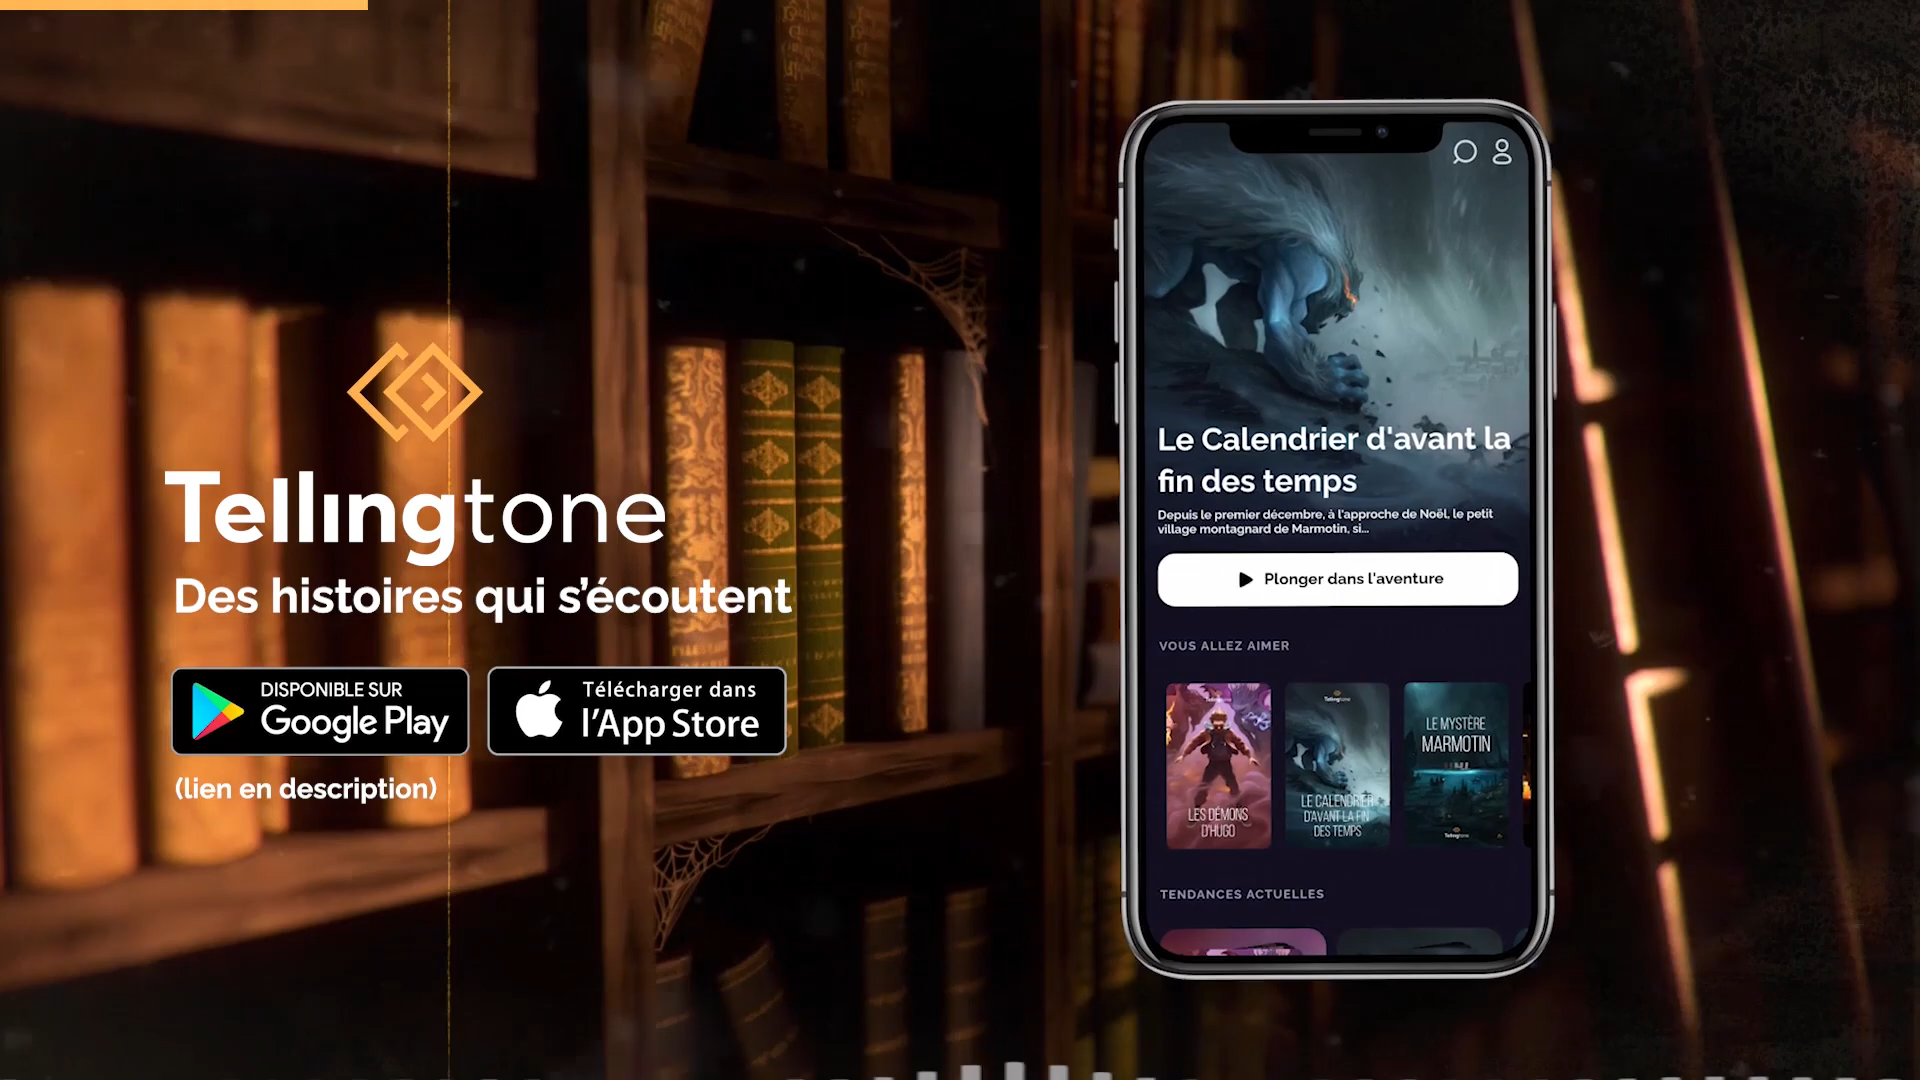 Tellingtone
Des histoires qui s'écoutent
DISPONIBLE SUR
Google Play
Télécharger dans
l'App Store
(lien en description)
Le Calendrier d'avant la
fin des temps
Depuis le premier décembre, à l'approche de Noël, le petit
village montagnard de Marmotin, si...
Plonger dans l'aventure
VOUS ALLEZ AIMER
LES DÉMONS
D'HUGO
Tellingtone
LE CALENDRIER
D'AVANT LA FIN
DES TEMPS
LE MYSTÈRE
MARMOTIN
Tellingtone
TENDANCES ACTUELLES